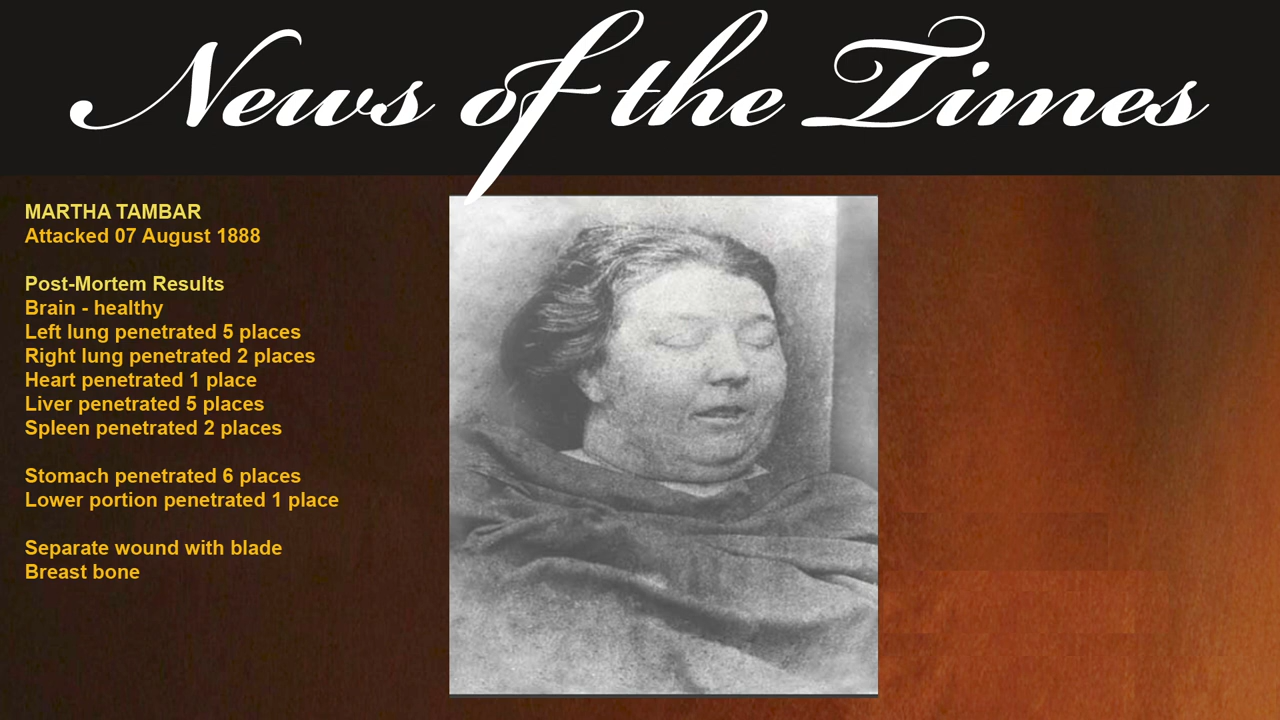 News of the Times
MARTHA TAMBAR
Attacked 07 August 1888
Post-Mortem Results
Brain - healthy
Left lung penetrated 5 places
Right lung penetrated 2 places
Heart penetrated 1 place
Liver penetrated 5 places
Spleen penetrated 2 places
Stomach penetrated 6 places
Lower portion penetrated 1 place
Separate wound with blade
Breast bone